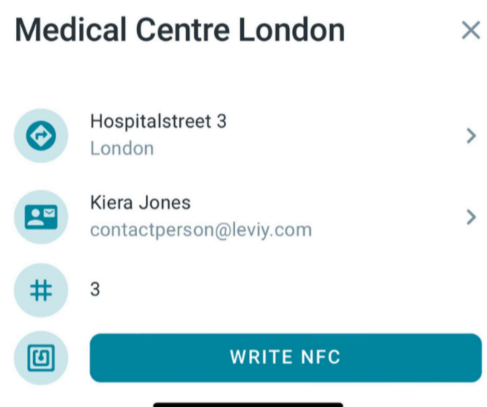 Medical Centre London
Hospitalstreet 3
London
Kiera Jones
contactperson@leviy.com
3
WRITE NFC